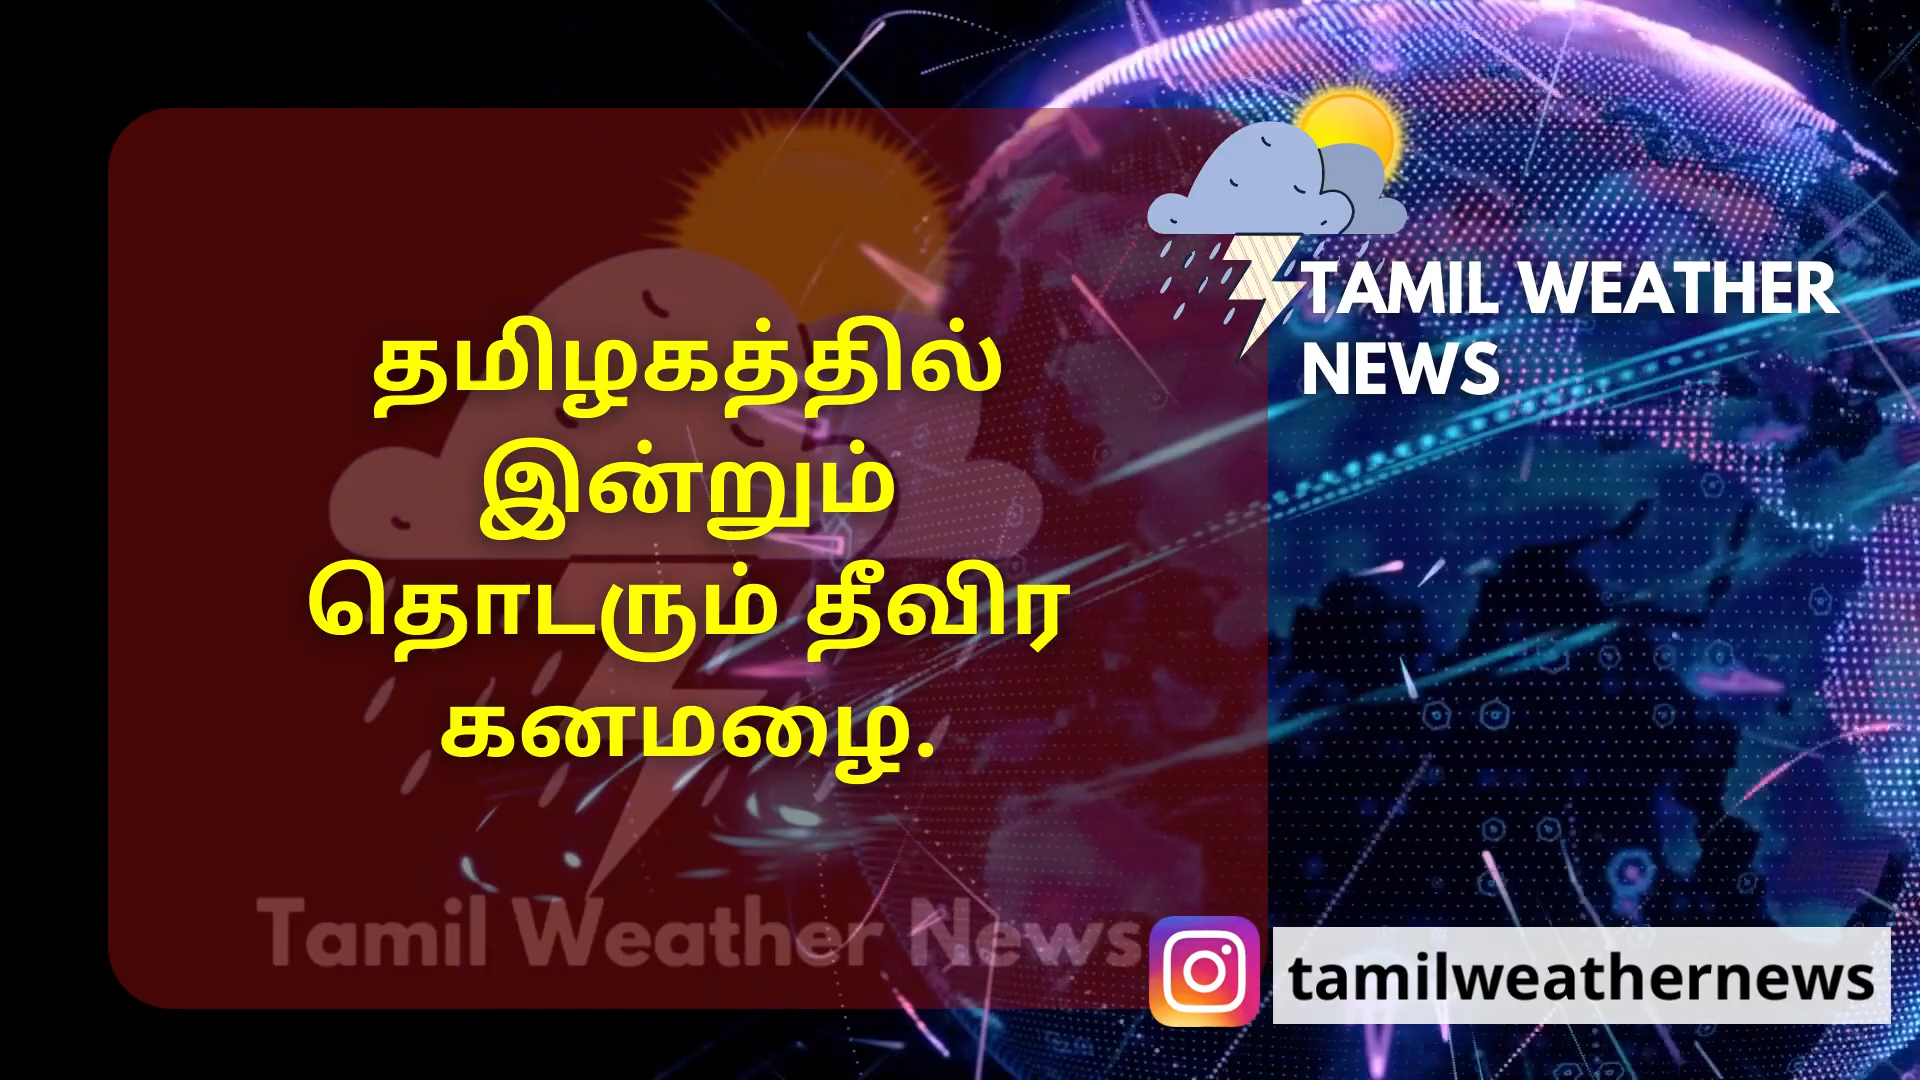 தமிழகத்தில்
இன்றும்
தொடரும் தீவிர
கனமழை.
TAMIL WEATHER
NEWS
Tamil Weather News
tamilweathernews